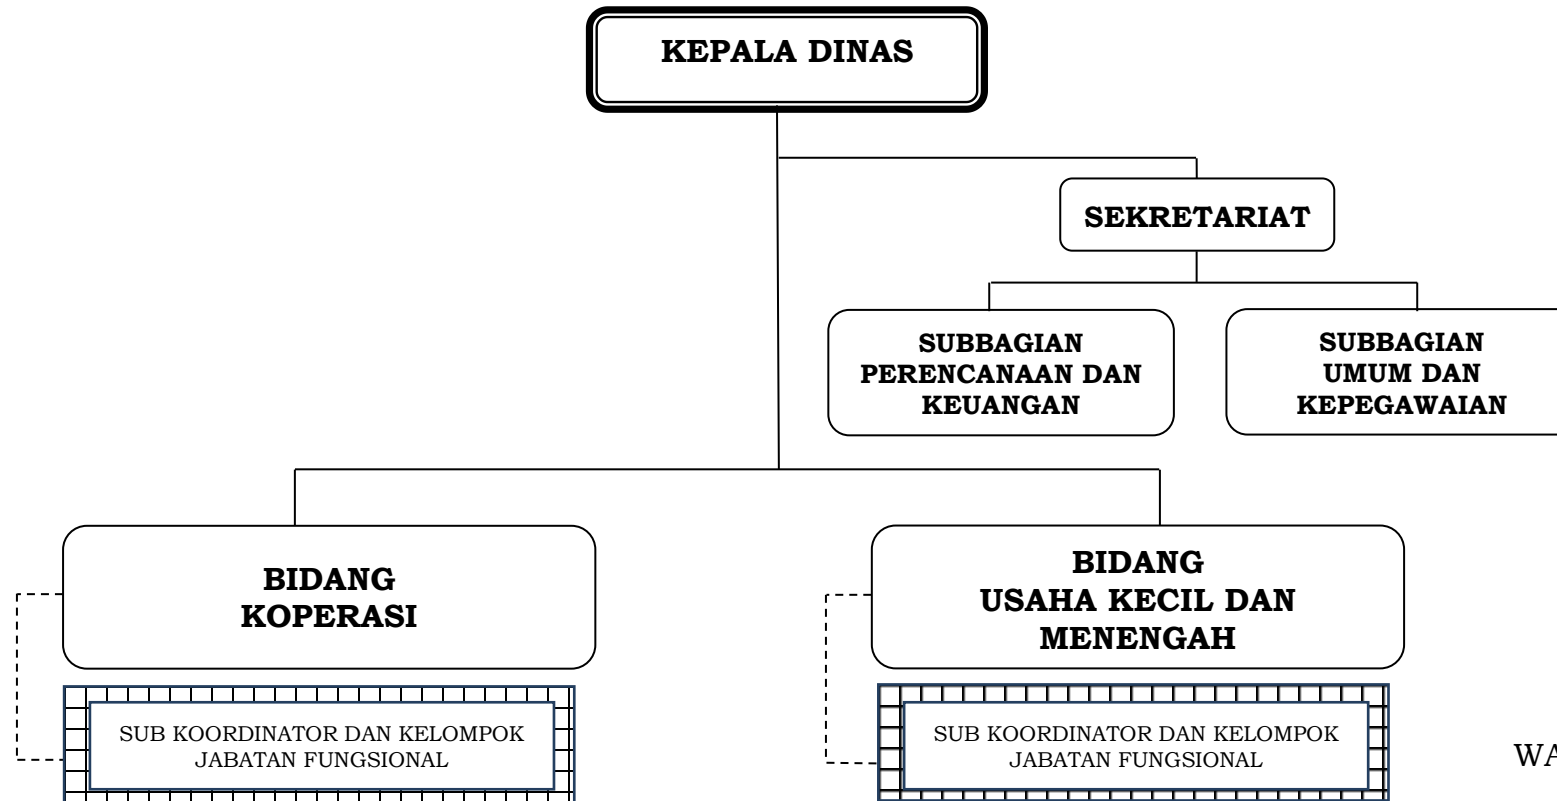 KEPALA DINAS
SEKRETARIAT
SUBBAGIAN
PERENCANAAN DAN
KEUANGAN
SUBBAGIAN
UMUM DAN
KEPEGAWAIAN
BIDANG
KOPERASI
BIDANG
USAHA KECIL DAN
MENENGAH
SUB KOORDINATOR DAN KELOMPOK
JABATAN FUNGSIONAL
SUB KOORDINATOR DAN KELOMPOK
JABATAN FUNGSIONAL